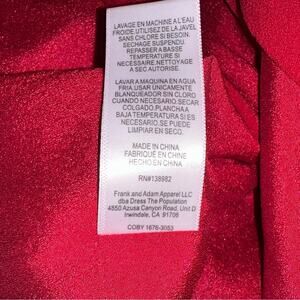 LAVAGE EN MACHINE A L'EAU
FROIDE.UTILISEZ DE LA JAVEL
SANS CHLORE SI BESOIN.
SECHAGE SUSPENDU.
REPASSER A BASSE
TEMPERATURE SI
NECESSAIRE.NETTOYAGE
A SEC AUTORISE.
LAVAR A MAQUINA EN AGUA
FRIA.USAR UNICAMENTE
BLANQUEADOR SIN CLORO
CUANDO NECESARIO.SECAR
COLGADO.PLANCHA A
BAJA TEMPERATURA SI ES
NECESARIO.SE PUEDE
LIMPIAR EN SECO.
MADE IN CHINA
FABRIQUÉ EN CHINE
HECHO EN CHINA
RN#138982
Frank and Adam Apparel LLC
dba Dress The Population
4850 Azusa Canyon Road, Unit D
Irwindale, CA 91706
COBY 1676-3053